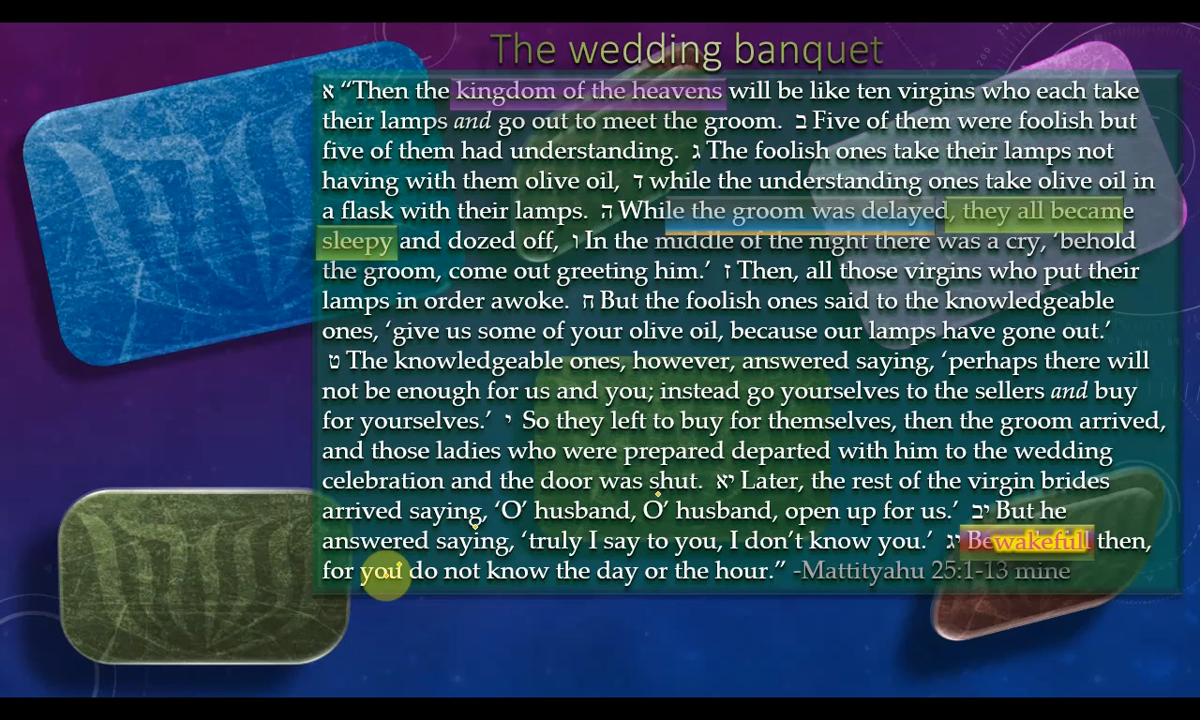 The wedding banquet
א “Then the kingdom of the heavens will be like ten virgins who each take
their lamps and go out to meet the groom. ב Five of them were foolish but
five of them had understanding. ג The foolish ones take their lamps not
having with them olive oil, ד while the understanding ones take olive oil in
a flask with their lamps. ה While the groom was delayed, they all became
sleepy and dozed off, ו In the middle of the night there was a cry, ‘behold
the groom, come out greeting him.’ ז Then, all those virgins who put their
lamps in order awoke. ח But the foolish ones said to the knowledgeable
ones, ‘give us some of your olive oil, because our lamps have gone out.’
ט The knowledgeable ones, however, answered saying, ‘perhaps there will
not be enough for us and you; instead go yourselves to the sellers and buy
for yourselves.’ י So they left to buy for themselves, then the groom arrived,
and those ladies who were prepared departed with him to the wedding
celebration and the door was shut. יא Later, the rest of the virgin brides
arrived saying, ‘O’ husband, O’ husband, open up for us.’ יב But he
answered saying, ‘truly I say to you, I don’t know you.’ יג Be wakefull then,
for you do not know the day or the hour.” -Mattityahu 25:1-13 mine